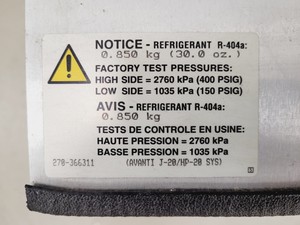 NOTICE - REFRIGERANT R-404a:
0.850 kg (30.0 oz.)
FACTORY TEST PRESSURES:
HIGH SIDE = 2760 kPa (400 PSIG)
LOW SIDE = 1035 kPa (150 PSIG)
AVIS - REFRIGERANT R-404a:
0.850 kg
TESTS DE CONTROLE EN USINE:
HAUTE PRESSION = 2760 kPa
BASSE PRESSION = 1035 kPa
270-366311 (AVANTI J-20/HP-20 SYS)